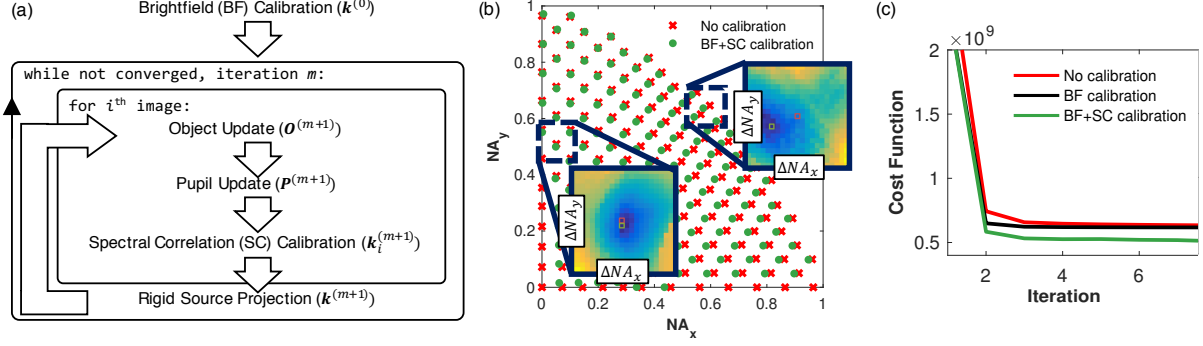 (a)
Brightfield (BF) Calibration (k^(0))
while not converged, iteration m:
for i^th image:
Object Update (O^(m+1))
Pupil Update (P^(m+1))
Spectral Correlation (SC) Calibration (k_i^(m+1))
Rigid Source Projection (k^(m+1))
(b)
No calibration
BF+SC calibration
NA_y
1
0.8
0.6
0.4
0.2
0
0 0.2 0.4 0.6 0.8 1
NA_x
ΔNA_y
ΔNA_x
ΔNA_y
ΔNA_x
(c)
× 10^9
No calibration
BF calibration
BF+SC calibration
Cost Function
2
1.5
1
0.5
2 4 6
Iteration